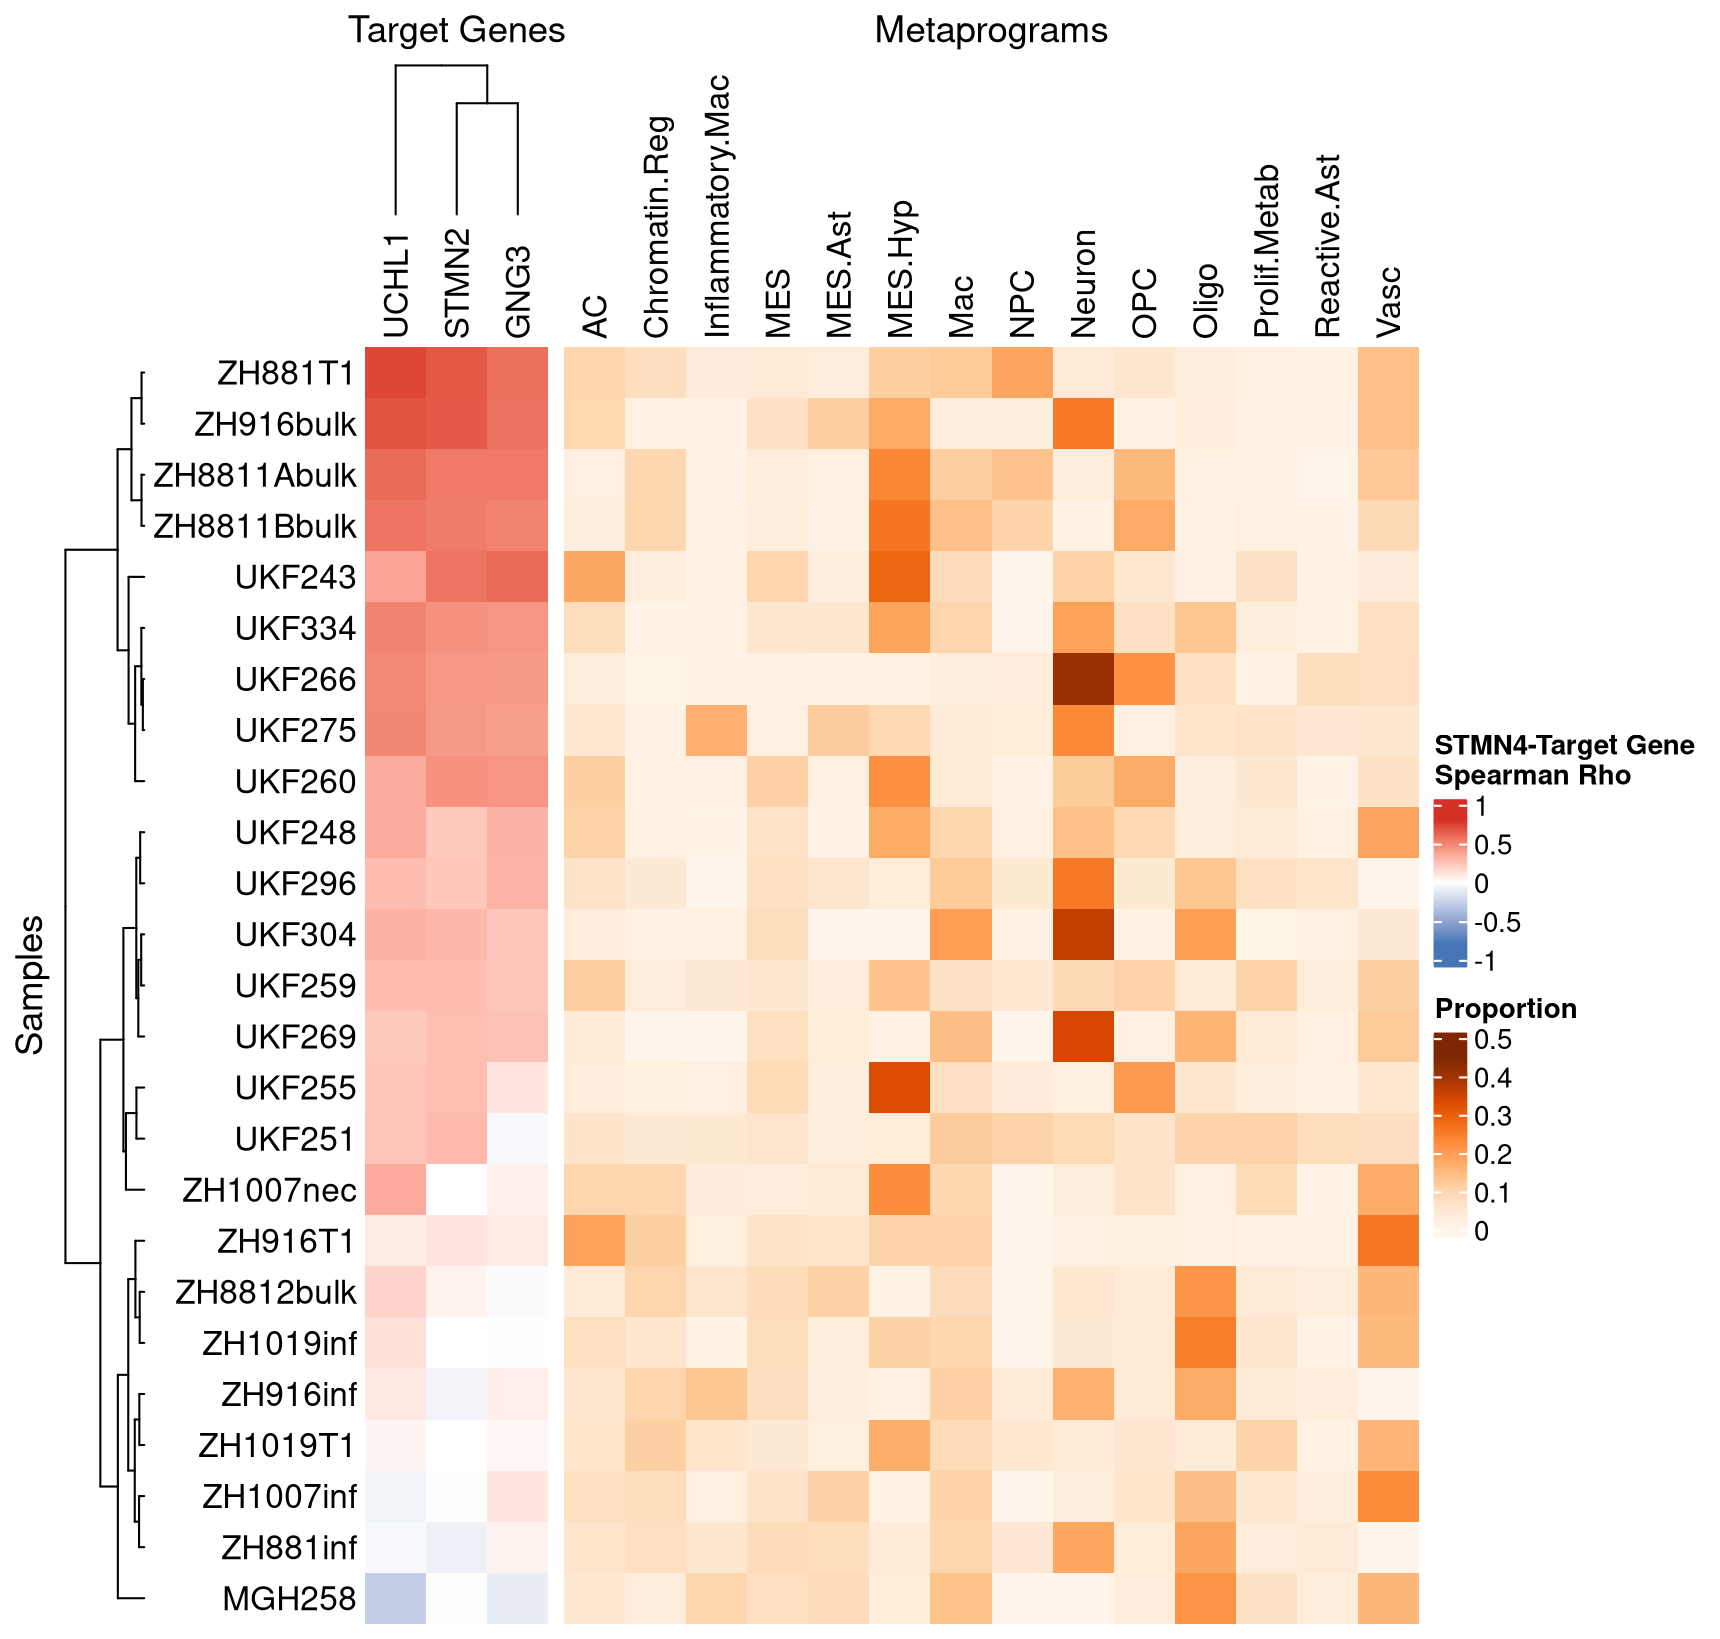 Target Genes
Metaprograms
UCHL1
STMN2
GNG3
AC
Chromatin.Reg
Inflammatory.Mac
MES
MES.Ast
MES.Hyp
Mac
NPC
Neuron
OPC
Oligo
Prolif.Metab
Reactive.Ast
Vasc
Samples
ZH881T1
ZH916bulk
ZH8811Abulk
ZH8811Bbulk
UKF243
UKF334
UKF266
UKF275
UKF260
UKF248
UKF296
UKF304
UKF259
UKF269
UKF255
UKF251
ZH1007nec
ZH916T1
ZH8812bulk
ZH1019inf
ZH916inf
ZH1019T1
ZH1007inf
ZH881inf
MGH258
STMN4-Target Gene
Spearman Rho
1
0.5
0
-0.5
-1
Proportion
0.5
0.4
0.3
0.2
0.1
0